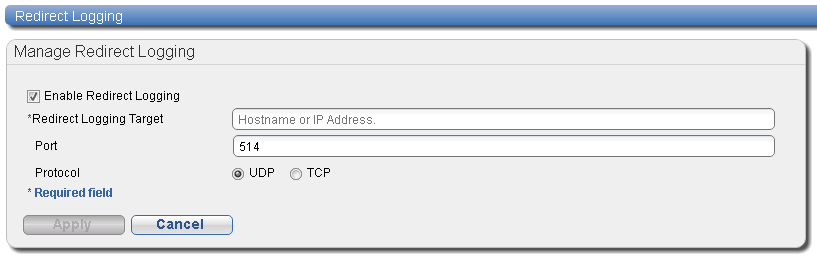 Redirect Logging
Manage Redirect Logging
Enable Redirect Logging
*Redirect Logging Target Hostname or IP Address.
Port 514
Protocol UDP TCP
* Required field
Apply Cancel